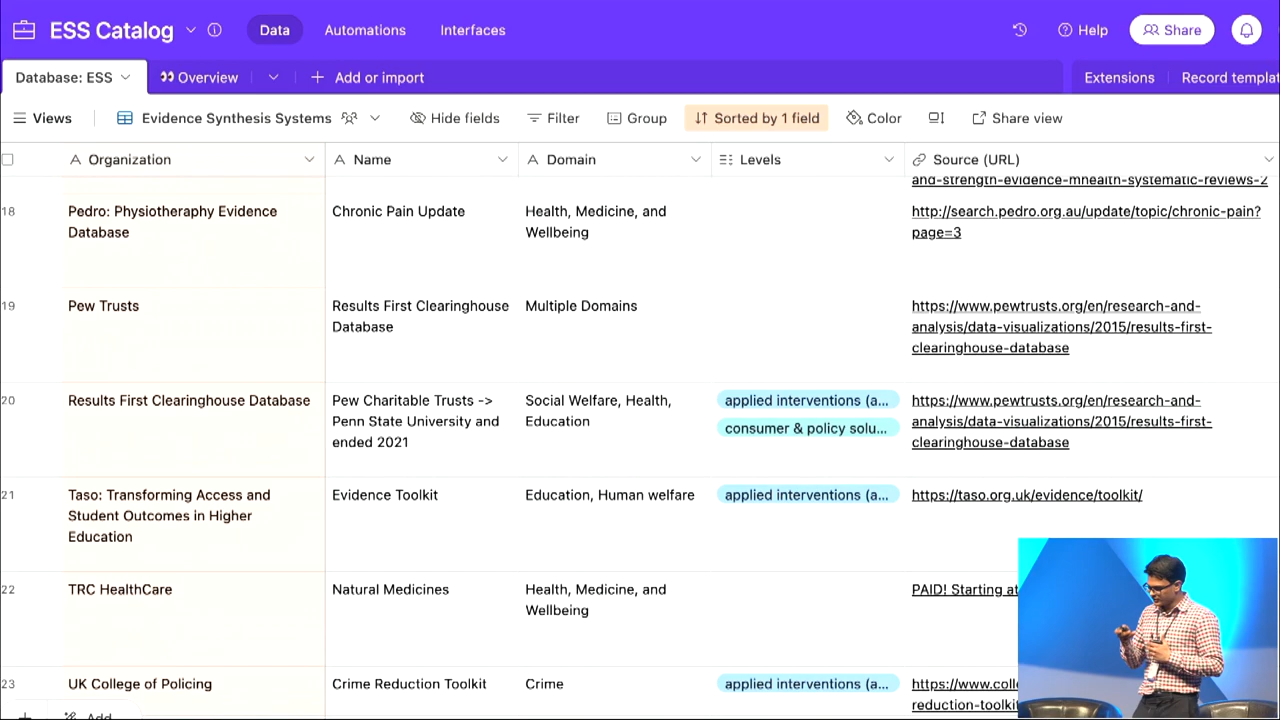 ESS Catalog
Data
Automations
Interfaces
Help
Share
Database: ESS
👀 Overview
Add or import
Extensions
Record templat
Views
Evidence Synthesis Systems
Hide fields
Filter
Group
Sorted by 1 field
Color
Share view
Organization
Name
Domain
Levels
Source (URL)
and-strength-evidence-mhealth-systematic-reviews-2
18
Pedro: Physiotheraphy Evidence
Database
Chronic Pain Update
Health, Medicine, and
Wellbeing
http://search.pedro.org.au/update/topic/chronic-pain?
page=3
19
Pew Trusts
Results First Clearinghouse
Database
Multiple Domains
https://www.pewtrusts.org/en/research-and-
analysis/data-visualizations/2015/results-first-
clearinghouse-database
20
Results First Clearinghouse Database
Pew Charitable Trusts ->
Penn State University and
ended 2021
Social Welfare, Health,
Education
applied interventions (a...
consumer & policy solu...
https://www.pewtrusts.org/en/research-and-
analysis/data-visualizations/2015/results-first-
clearinghouse-database
21
Taso: Transforming Access and
Student Outcomes in Higher
Education
Evidence Toolkit
Education, Human welfare
applied interventions (a...
https://taso.org.uk/evidence/toolkit/
22
TRC HealthCare
Natural Medicines
Health, Medicine, and
Wellbeing
PAID! Starting at
23
UK College of Policing
Crime Reduction Toolkit
Crime
applied interventions (a...
https://www.colle
reduction-toolkit
Add